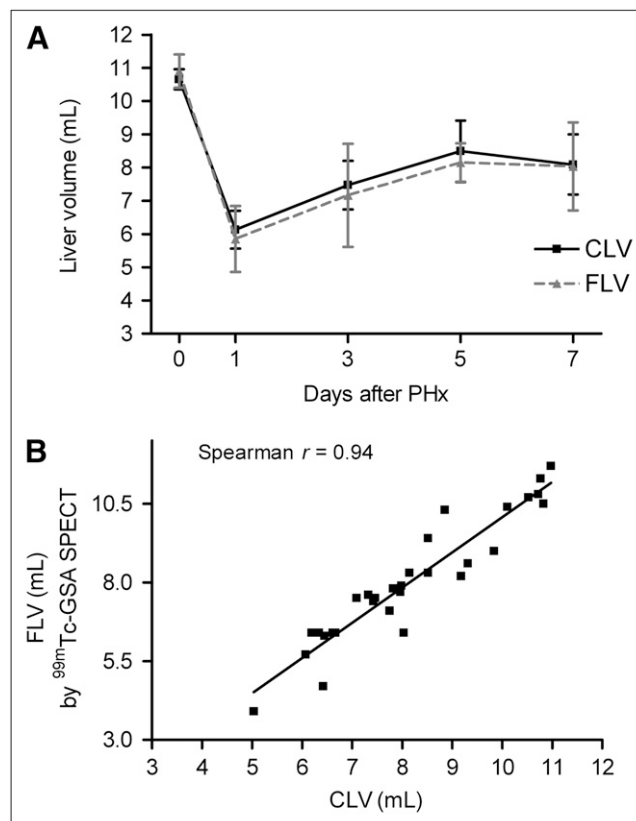 A
12
11
10
9
8
7
6
5
4
3
Liver volume (mL)
CLV
FLV
0 1 3 5 7
Days after PHx
B
Spearman r = 0.94
10.5
8.0
5.5
3.0
FLV (mL)
by 99mTc-GSA SPECT
3 4 5 6 7 8 9 10 11 12
CLV (mL)